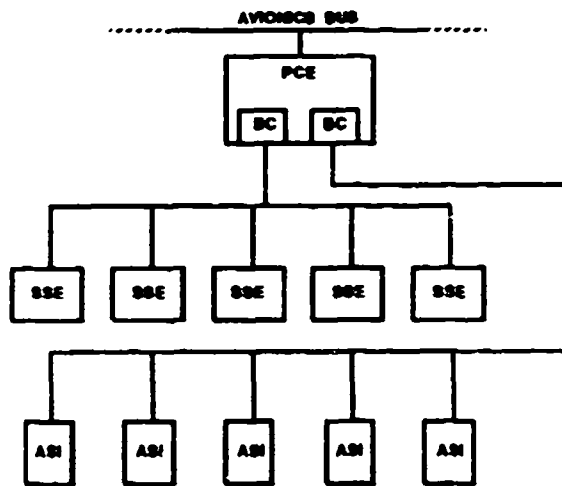 AVIONICS BUS
PCE
BC BC
SSE SSE SSE SSE SSE
ASI ASI ASI ASI ASI